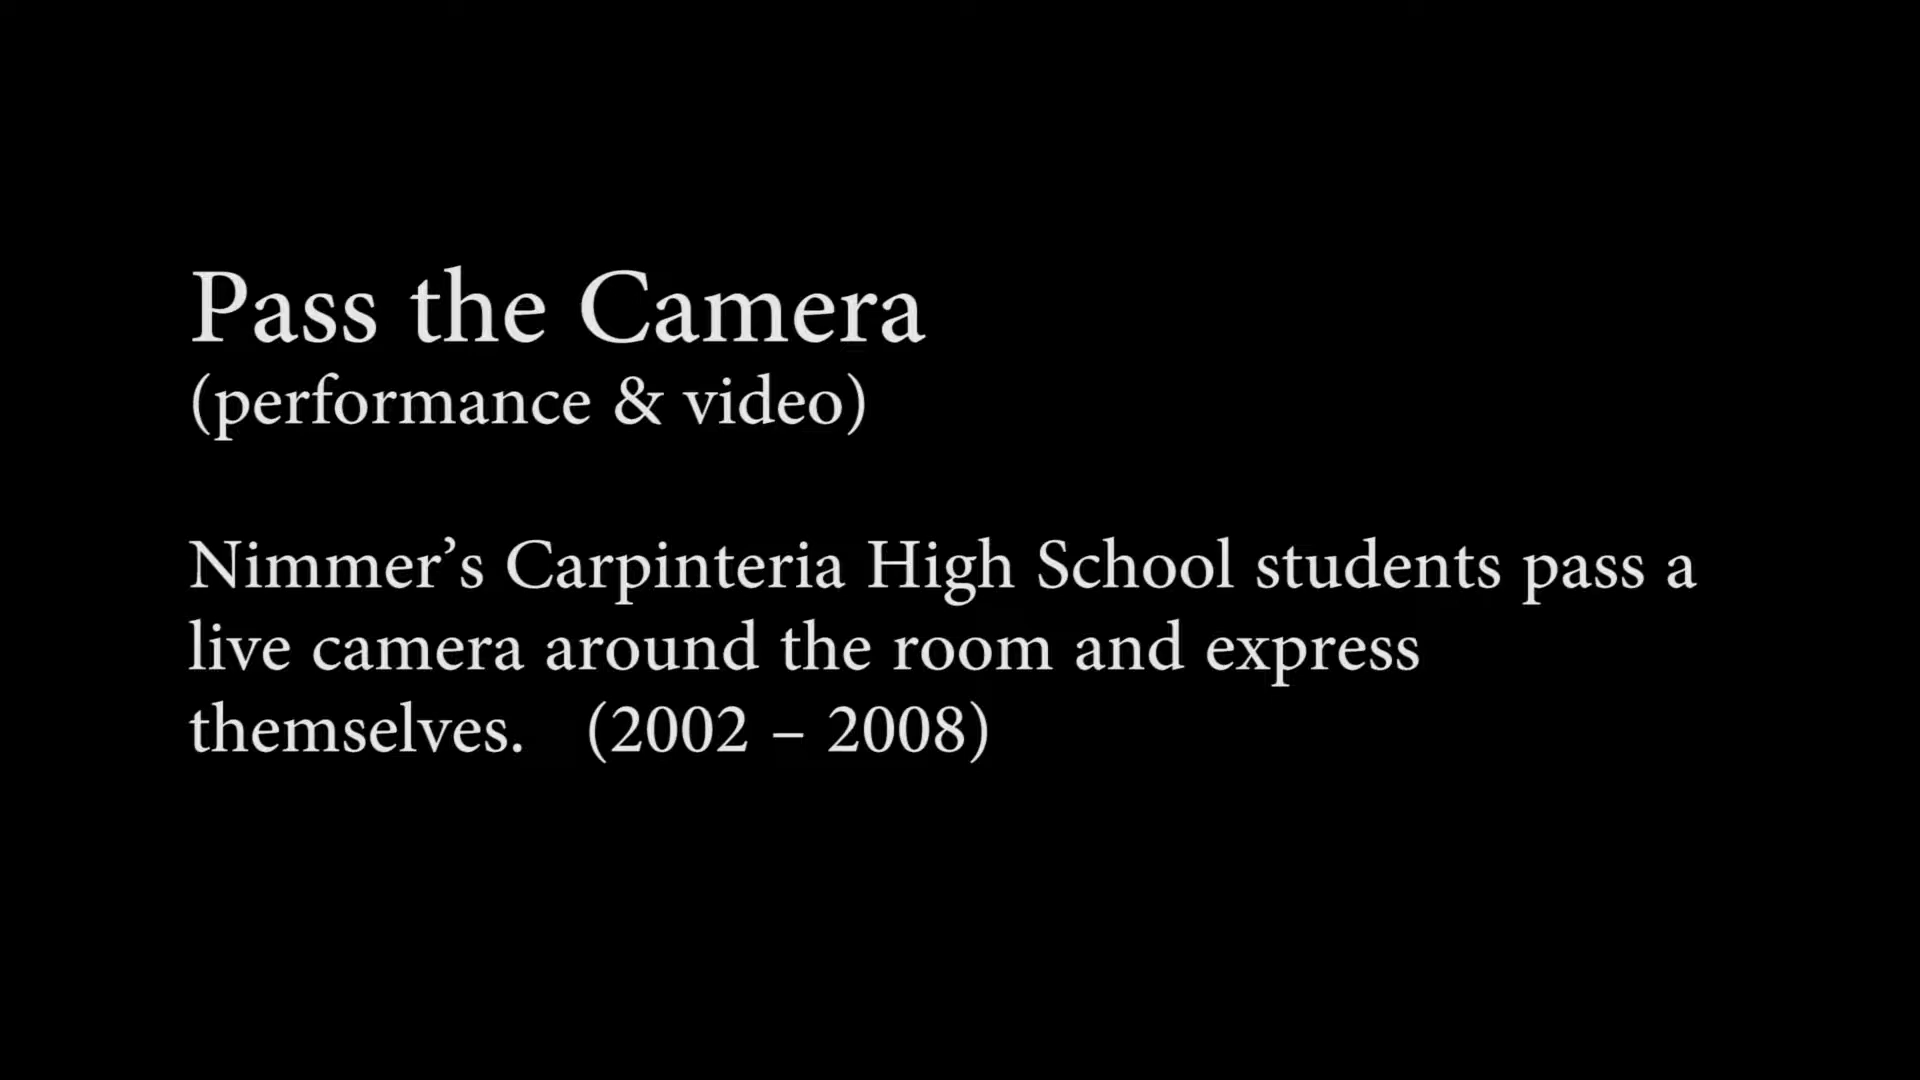 Pass the Camera
(performance & video)
Nimmer’s Carpinteria High School students pass a
live camera around the room and express
themselves. (2002 – 2008)